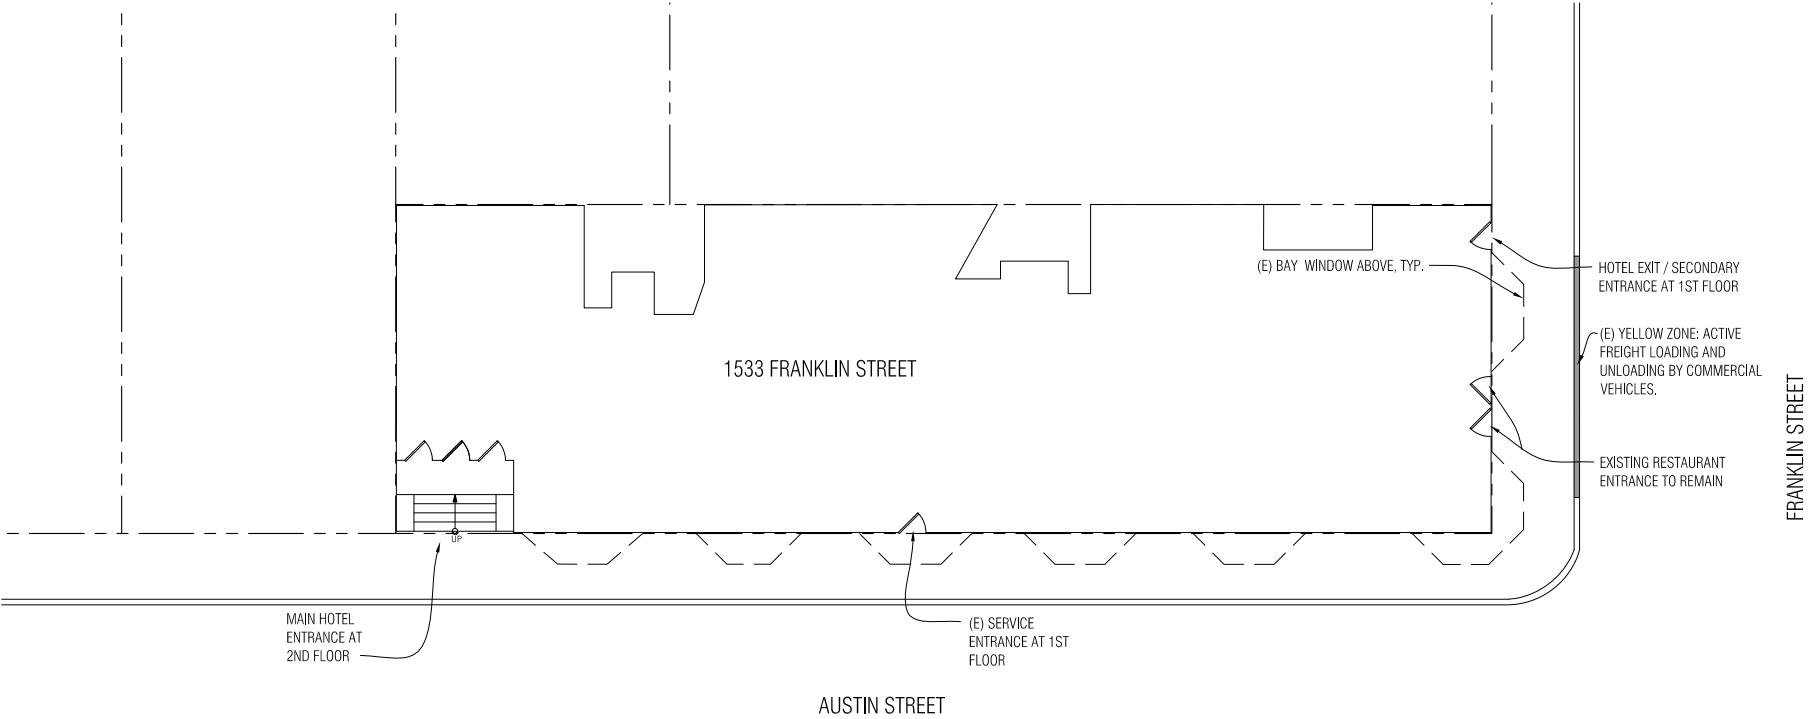 (E) BAY WINDOW ABOVE, TYP.
HOTEL EXIT / SECONDARY
ENTRANCE AT 1ST FLOOR
(E) YELLOW ZONE: ACTIVE
FREIGHT LOADING AND
UNLOADING BY COMMERCIAL
VEHICLES.
1533 FRANKLIN STREET
FRANKLIN STREET
EXISTING RESTAURANT
ENTRANCE TO REMAIN
UP
MAIN HOTEL
ENTRANCE AT
2ND FLOOR
(E) SERVICE
ENTRANCE AT 1ST
FLOOR
AUSTIN STREET